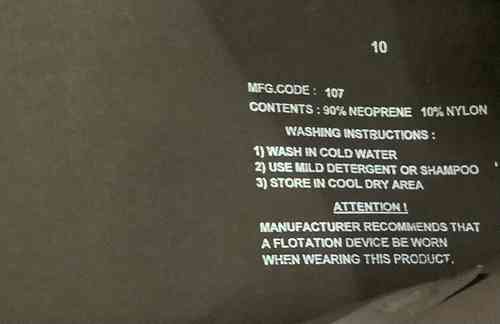 10
MFG.CODE : 107
CONTENTS : 90% NEOPRENE 10% NYLON
WASHING INSTRUCTIONS :
1) WASH IN COLD WATER
2) USE MILD DETERGENT OR SHAMPOO
3) STORE IN COOL DRY AREA
ATTENTION !
MANUFACTURER RECOMMENDS THAT
A FLOTATION DEVICE BE WORN
WHEN WEARING THIS PRODUCT.